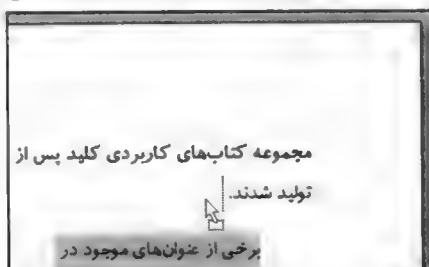 مجموعه کتاب‌های کاربردی کلید پس از
تولید شدند.
برخی از عنوان‌های موجود در